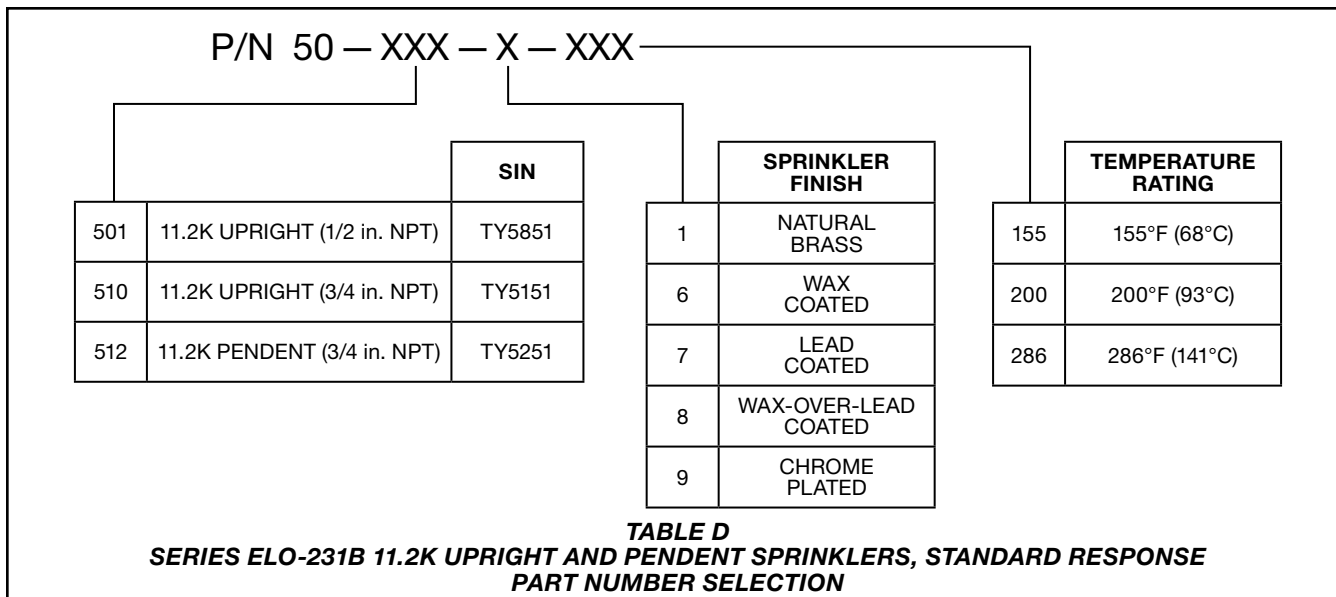 P/N 50 — XXX — X — XXX
SIN
501 11.2K UPRIGHT (1/2 in. NPT) TY5851
510 11.2K UPRIGHT (3/4 in. NPT) TY5151
512 11.2K PENDENT (3/4 in. NPT) TY5251
SPRINKLER
FINISH
1 NATURAL
BRASS
6 WAX
COATED
7 LEAD
COATED
8 WAX-OVER-LEAD
COATED
9 CHROME
PLATED
TEMPERATURE
RATING
155 155°F (68°C)
200 200°F (93°C)
286 286°F (141°C)
TABLE D
SERIES ELO-231B 11.2K UPRIGHT AND PENDENT SPRINKLERS, STANDARD RESPONSE
PART NUMBER SELECTION